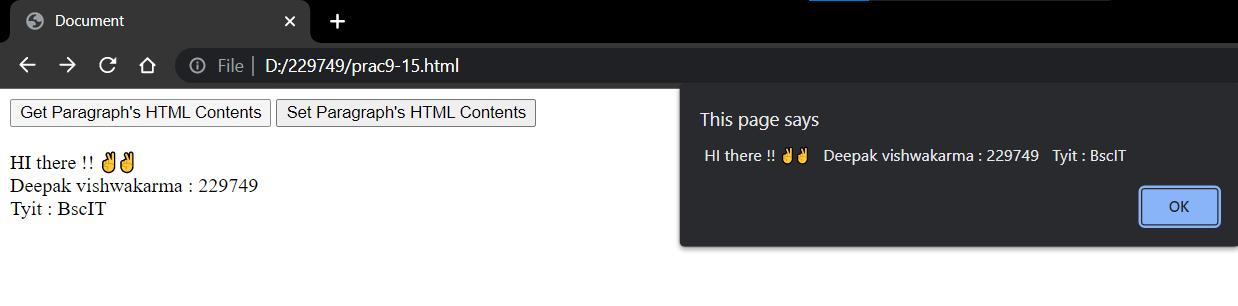 Document
File D:/229749/prac9-15.html
Get Paragraph's HTML Contents Set Paragraph's HTML Contents
HI there !! ✌✌
Deepak vishwakarma : 229749
Tyit : BscIT
This page says
HI there !! ✌✌ Deepak vishwakarma : 229749 Tyit : BscIT
OK